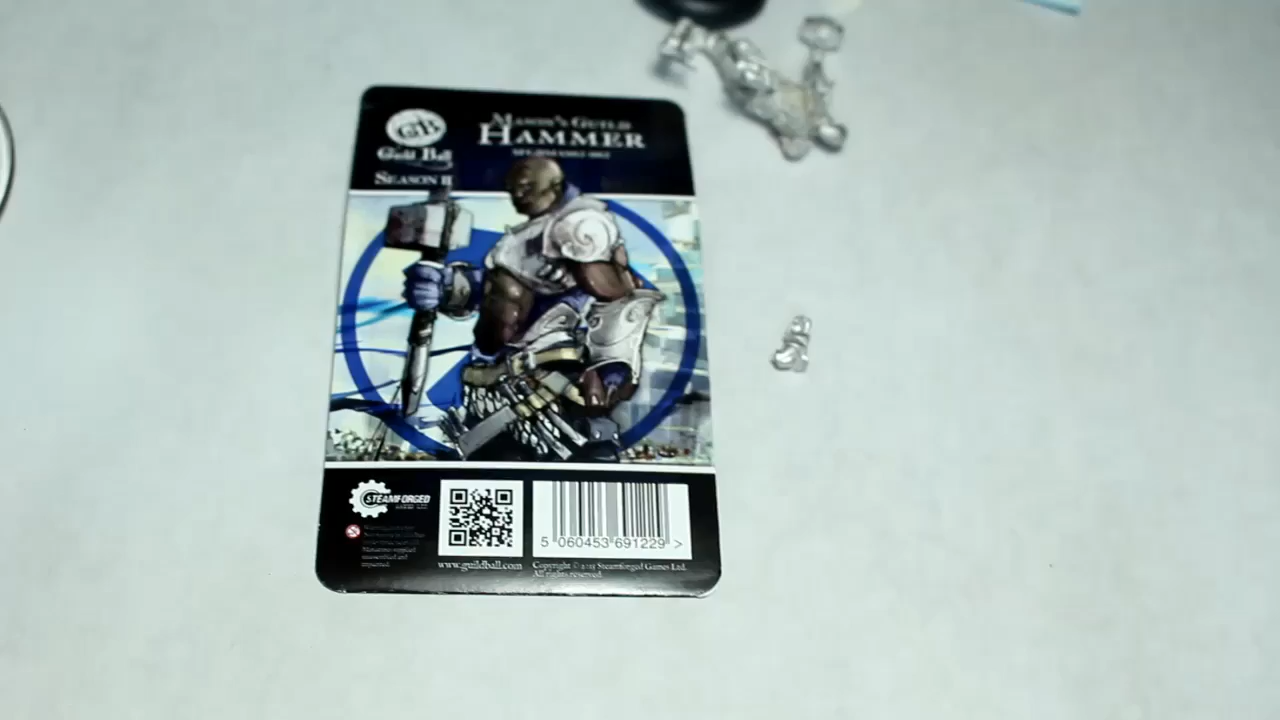 GB
Guild Ball
SEASON II
MASON'S GUILD
HAMMER
STEAMFORGED
5 060453 691229 >
www.guildball.com
Copyright © 2015 Steamforged Games Ltd.
All rights reserved.